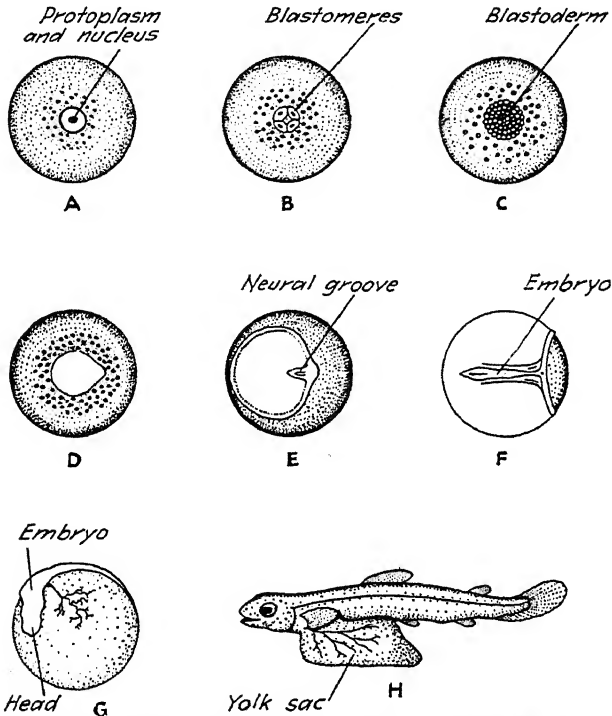 Protoplasm
and nucleus
Blastomeres
Blastoderm
A
B
C
Neural groove
Embryo
D
E
F
Embryo
Head
G
Yolk sac
H